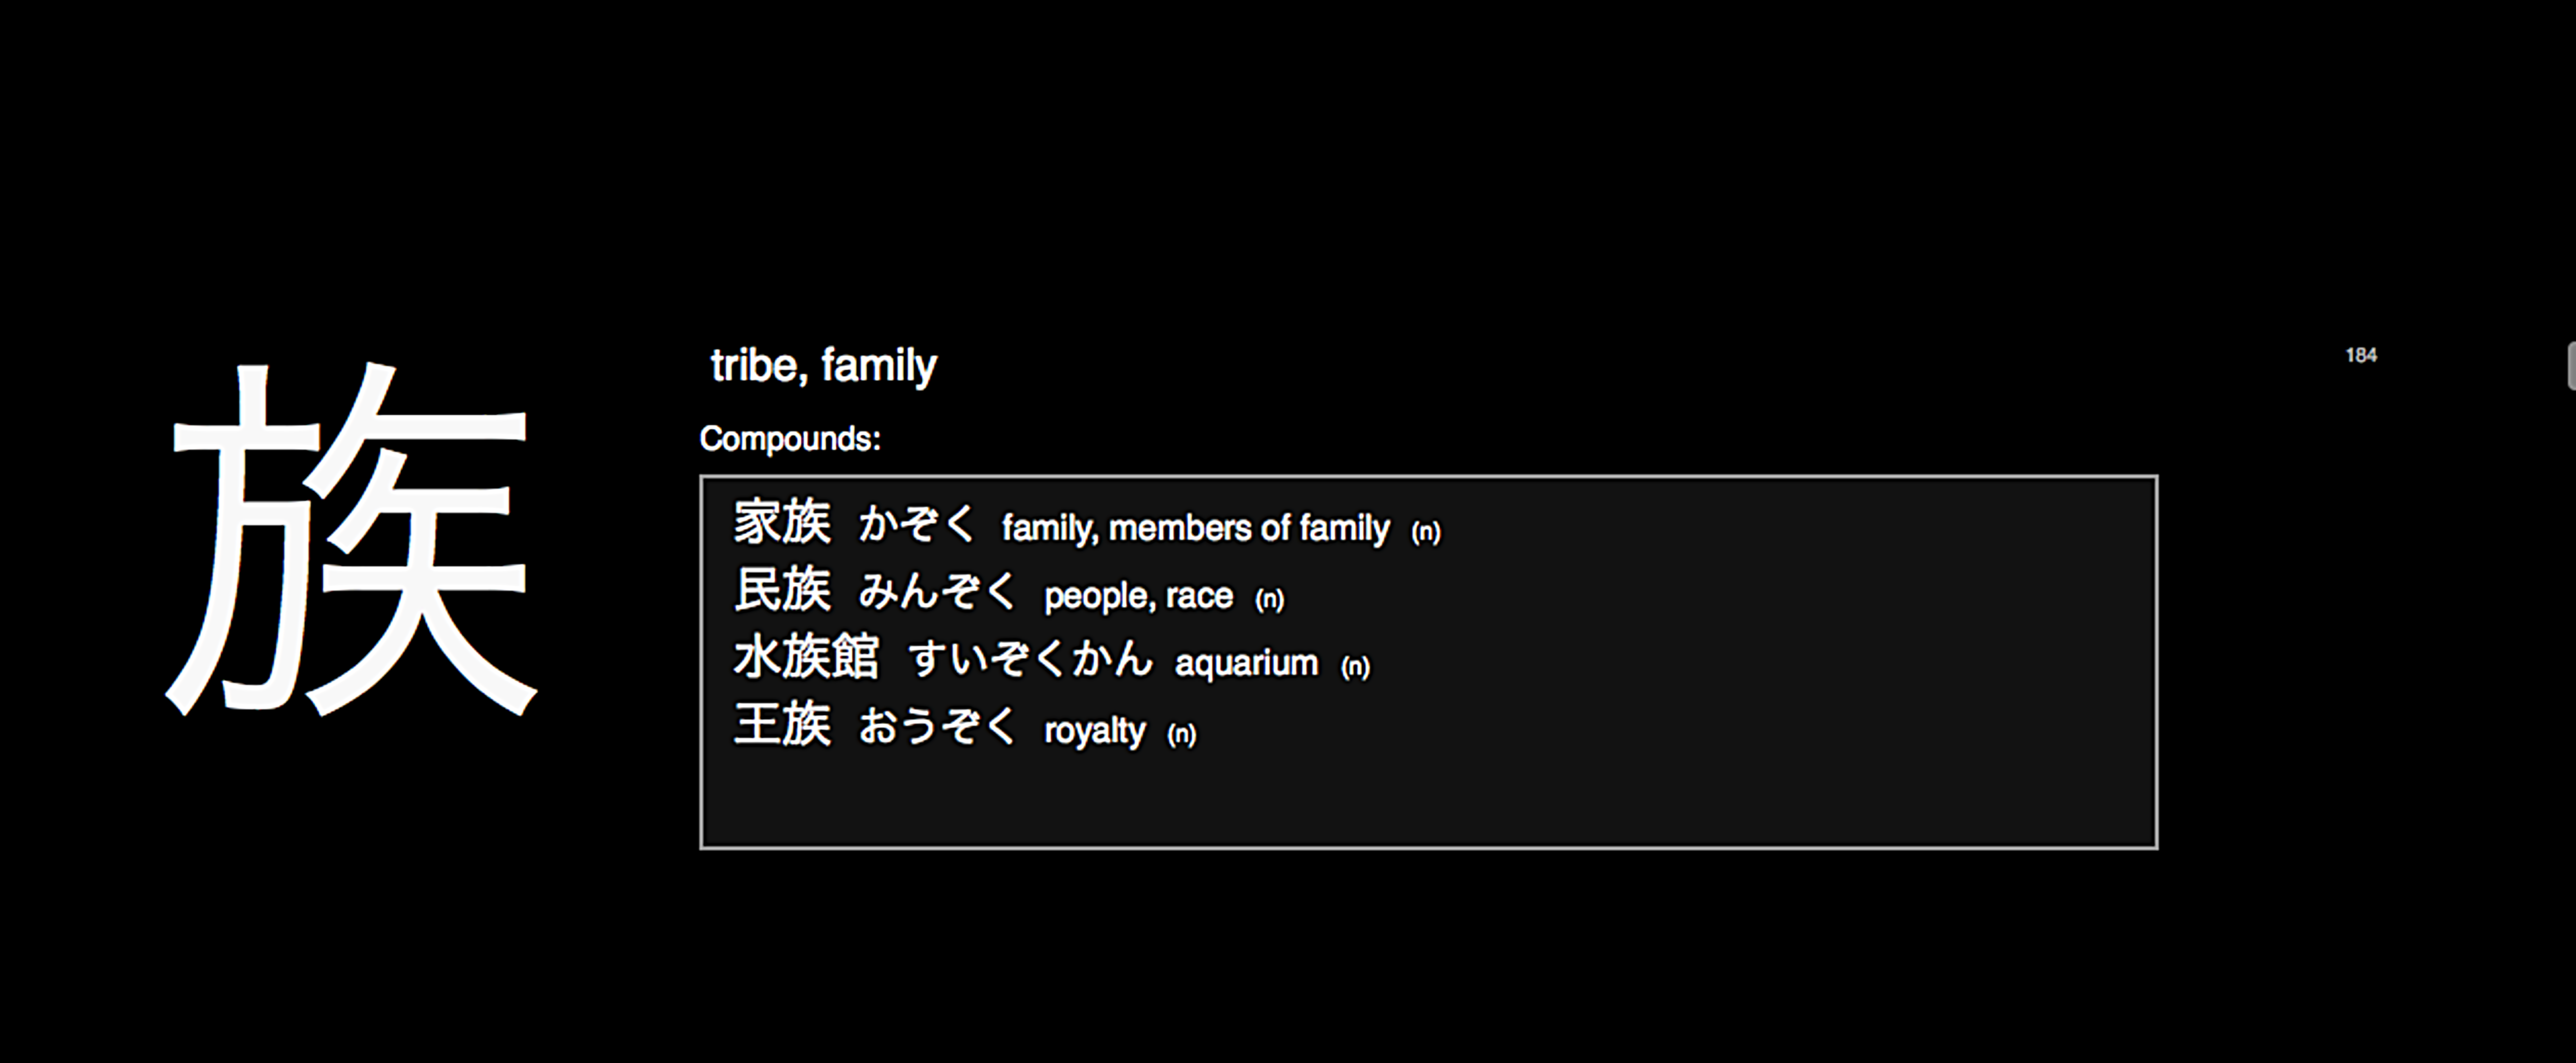 族
tribe, family
184
Compounds:
家族 かぞく family, members of family (n)
民族 みんぞく people, race (n)
水族館 すいぞくかん aquarium (n)
王族 おうぞく royalty (n)